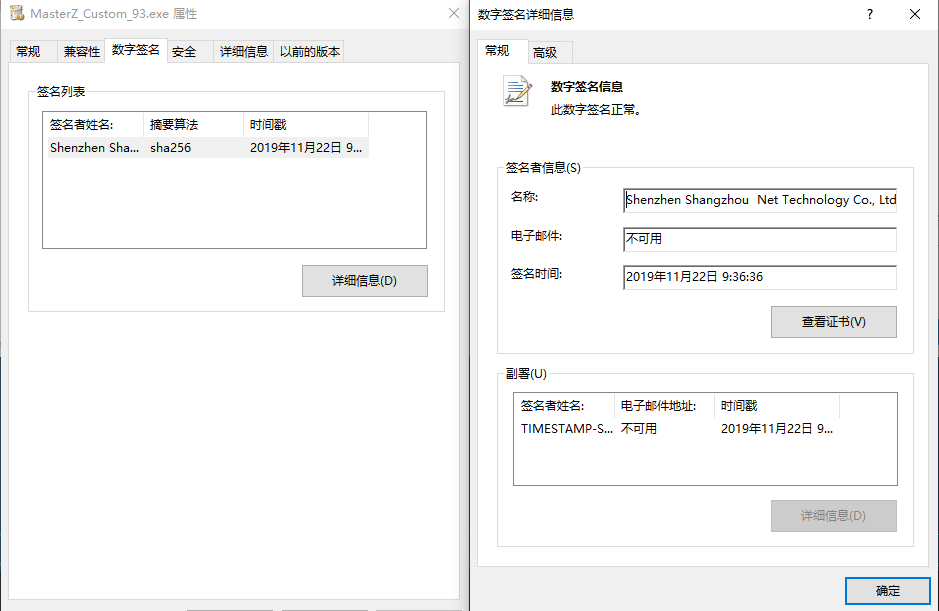 MasterZ_Custom_93.exe 属性
常规 兼容性 数字签名 安全 详细信息 以前的版本
签名列表
签名者姓名: 摘要算法 时间戳
Shenzhen Sha... sha256 2019年11月22日 9...
详细信息(D)
数字签名详细信息 ?
常规 高级
数字签名信息
此数字签名正常。
签名者信息(S)
名称: Shenzhen Shangzhou  Net Technology Co., Ltd
电子邮件: 不可用
签名时间: 2019年11月22日 9:36:36
查看证书(V)
副署(U)
签名者姓名: 电子邮件地址: 时间戳
TIMESTAMP-S... 不可用 2019年11月22日 9...
详细信息(D)
确定